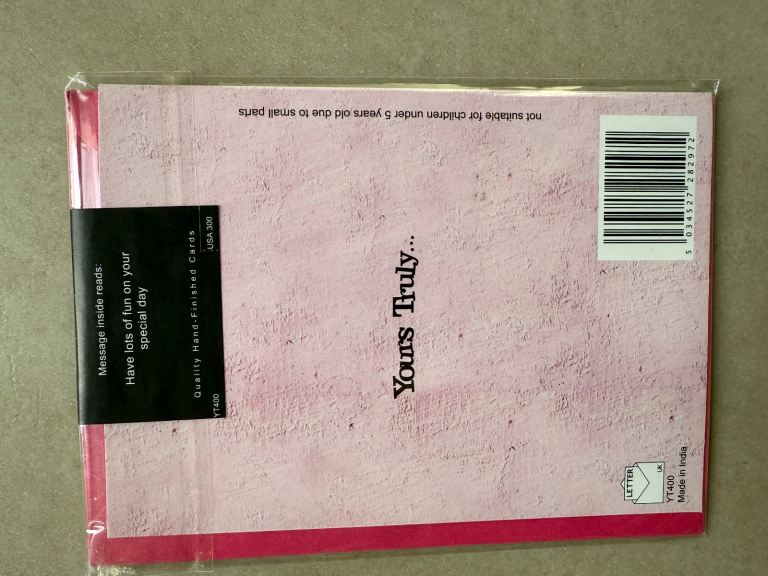 Message inside reads:
Have lots of fun on your
special day
Quality Hand-Finished Cards
YT400
USA 300
Yours Truly...
not suitable for children under 5 years old due to small parts
5 034527 282972
LETTER
UK
YT400
Made in India